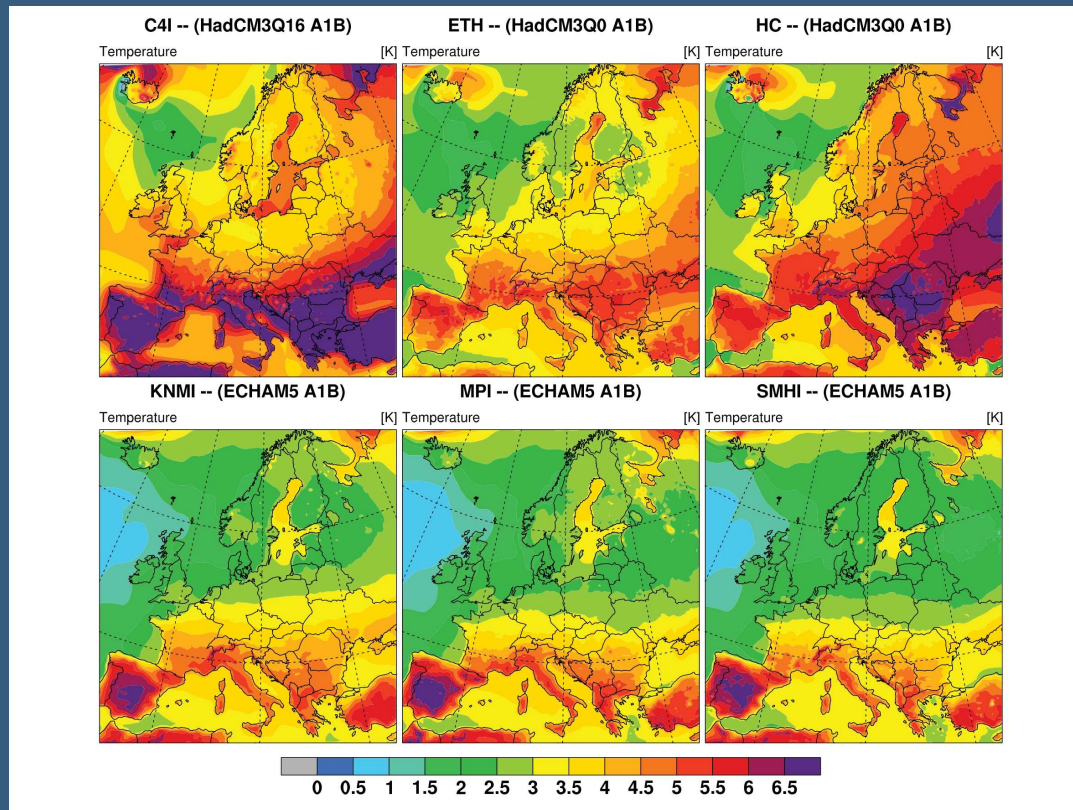 C4I -- (HadCM3Q16 A1B)
ETH -- (HadCM3Q0 A1B)
HC -- (HadCM3Q0 A1B)
Temperature [K]
Temperature [K]
Temperature [K]
KNMI -- (ECHAM5 A1B)
MPI -- (ECHAM5 A1B)
SMHI -- (ECHAM5 A1B)
Temperature [K]
Temperature [K]
Temperature [K]
0 0.5 1 1.5 2 2.5 3 3.5 4 4.5 5 5.5 6 6.5